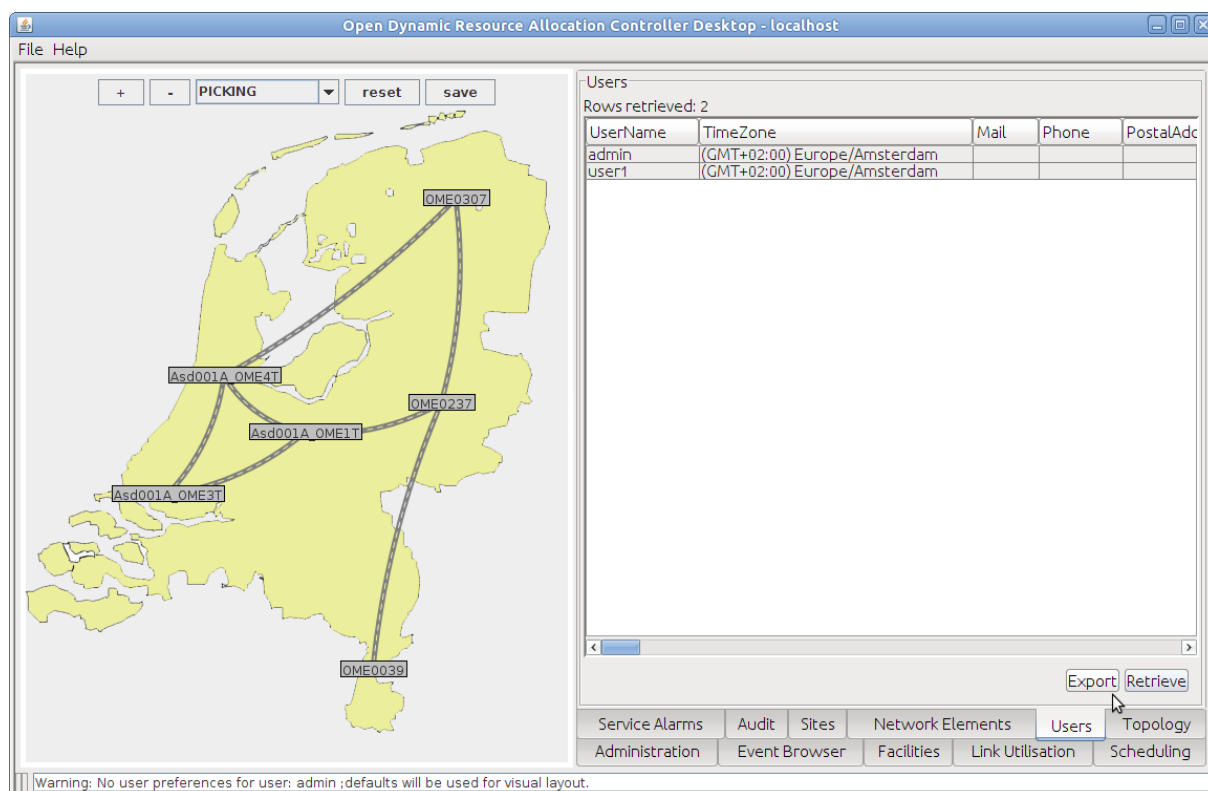 Open Dynamic Resource Allocation Controller Desktop - localhost
File Help
+ - PICKING reset save
OME0307
Asd001A_OME4T
OME0237
Asd001A_OME1T
Asd001A_OME3T
OME0039
Users
Rows retrieved: 2
UserName TimeZone Mail Phone PostalAdd
admin (GMT+02:00) Europe/Amsterdam
user1 (GMT+02:00) Europe/Amsterdam
Export Retrieve
Service Alarms Audit Sites Network Elements Users Topology
Administration Event Browser Facilities Link Utilisation Scheduling
Warning: No user preferences for user: admin ;defaults will be used for visual layout.